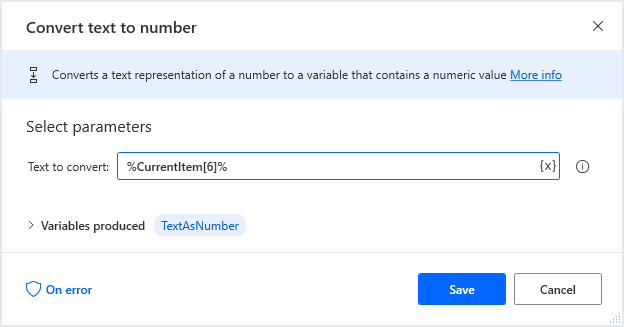 Convert text to number
Converts a text representation of a number to a variable that contains a numeric value More info
Select parameters
Text to convert: %CurrentItem[6]% {x}
Variables produced TextAsNumber
On error Save Cancel